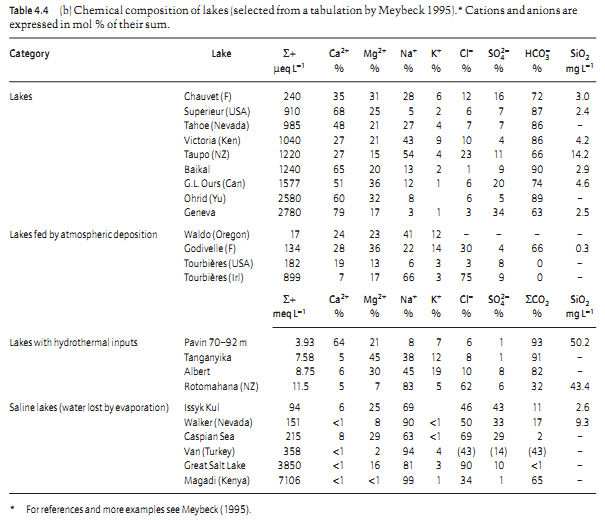 Table 4.4 (b) Chemical composition of lakes (selected from a tabulation by Meybeck 1995).* Cations and anions are
expressed in mol % of their sum.
Category Lake Σ+ Ca²⁺ Mg²⁺ Na⁺ K⁺ Cl⁻ SO₄²⁻ HCO₃⁻ SiO₂
µeq L⁻¹ % % % % % % % mg L⁻¹
Lakes Chauvet (F) 240 35 31 28 6 12 16 72 3.0
Superieur (USA) 910 68 25 5 2 6 7 87 2.4
Tahoe (Nevada) 985 48 21 27 4 7 7 86 –
Victoria (Ken) 1040 27 21 43 9 10 4 86 4.2
Taupo (NZ) 1220 27 15 54 4 23 11 66 14.2
Baikal 1240 65 20 13 2 1 9 90 2.9
G.L. Ours (Can) 1577 51 36 12 1 6 20 74 4.6
Ohrid (Yu) 2580 60 32 8 6 5 89 –
Geneva 2780 79 17 3 1 3 34 63 2.5
Lakes fed by atmospheric deposition Waldo (Oregon) 17 24 23 41 12 – – – –
Godivelle (F) 134 28 36 22 14 30 4 66 0.3
Tourbières (USA) 182 19 13 6 3 3 8 0 –
Tourbières (Irl) 899 7 17 66 3 75 9 0 –
Σ+ Ca²⁺ Mg²⁺ Na⁺ K⁺ Cl⁻ SO₄²⁻ ΣCO₂ SiO₂
meq L⁻¹ % % % % % % % mg L⁻¹
Lakes with hydrothermal inputs Pavin 70–92 m 3.93 64 21 8 7 6 1 93 50.2
Tanganyika 7.58 5 45 38 12 8 1 91 –
Albert 8.75 6 30 45 19 10 8 82 –
Rotomahana (NZ) 11.5 5 7 83 5 62 6 32 43.4
Saline lakes (water lost by evaporation) Issyk Kul 94 6 25 69 46 43 11 2.6
Walker (Nevada) 151 <1 8 90 <1 50 33 17 9.3
Caspian Sea 215 8 29 63 <1 69 29 2 –
Van (Turkey) 358 <1 2 94 4 (43) (14) (43) –
Great Salt Lake 3850 <1 16 81 3 90 10 <1 –
Magadi (Kenya) 7106 <1 <1 99 1 34 1 65 –
* For references and more examples see Meybeck (1995).